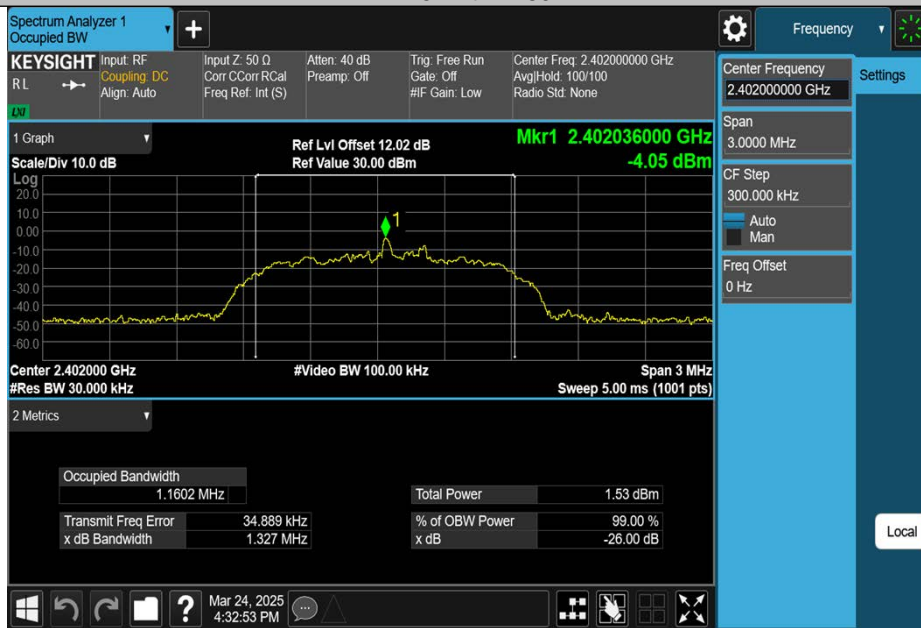 Spectrum Analyzer 1
Occupied BW
+
Frequency
KEYSIGHT
R L
LXI
Input: RF
Coupling: DC
Align: Auto
Input Z: 50 Ω
Corr CCorr RCal
Freq Ref: Int (S)
Atten: 40 dB
Preamp: Off
Trig: Free Run
Gate: Off
#IF Gain: Low
Center Freq: 2.402000000 GHz
Avg|Hold: 100/100
Radio Std: None
1 Graph
Scale/Div 10.0 dB
Ref Lvl Offset 12.02 dB
Ref Value 30.00 dBm
Mkr1 2.402036000 GHz
-4.05 dBm
Log
20.0
10.0
0.00
-10.0
-20.0
-30.0
-40.0
-50.0
-60.0
1
Center 2.402000 GHz
#Res BW 30.000 kHz
#Video BW 100.00 kHz
Span 3 MHz
Sweep 5.00 ms (1001 pts)
2 Metrics
Occupied Bandwidth
1.1602 MHz
Transmit Freq Error 34.889 kHz
x dB Bandwidth 1.327 MHz
Total Power 1.53 dBm
% of OBW Power 99.00 %
x dB -26.00 dB
Center Frequency
2.402000000 GHz
Span
3.0000 MHz
CF Step
300.000 kHz
Auto
Man
Freq Offset
0 Hz
Settings
Local
?
Mar 24, 2025
4:32:53 PM